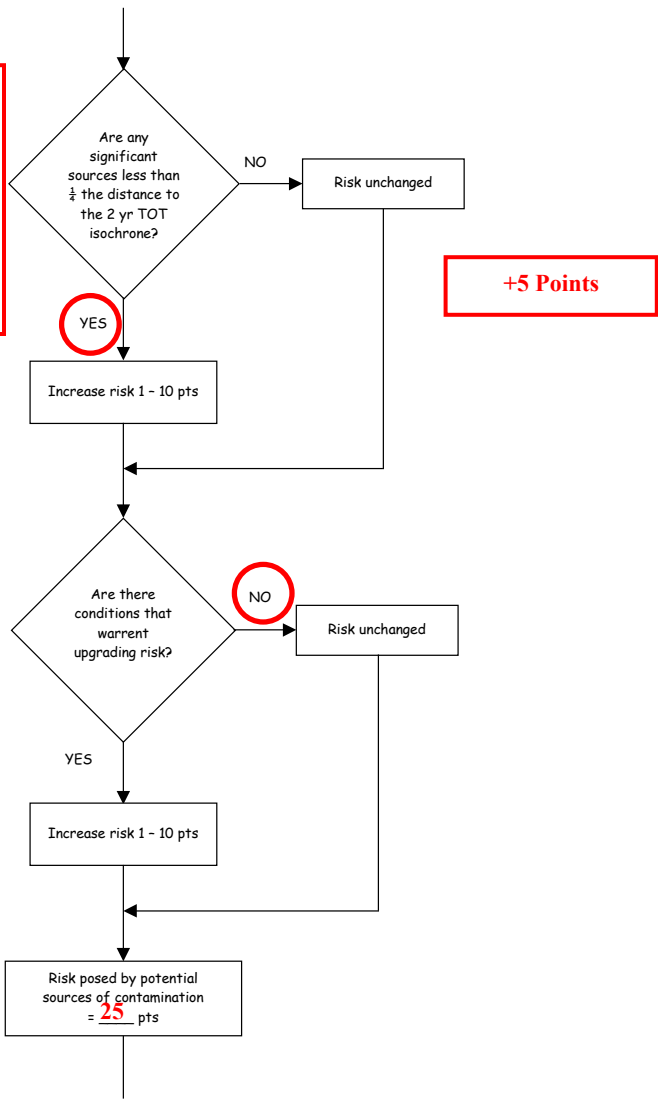 Are any
significant
sources less than
¼ the distance to
the 2 yr TOT
isochrone?
NO
Risk unchanged
+5 Points
YES
Increase risk 1 – 10 pts
Are there
conditions that
warrent
upgrading risk?
NO
Risk unchanged
YES
Increase risk 1 – 10 pts
Risk posed by potential
sources of contamination
= 25 pts